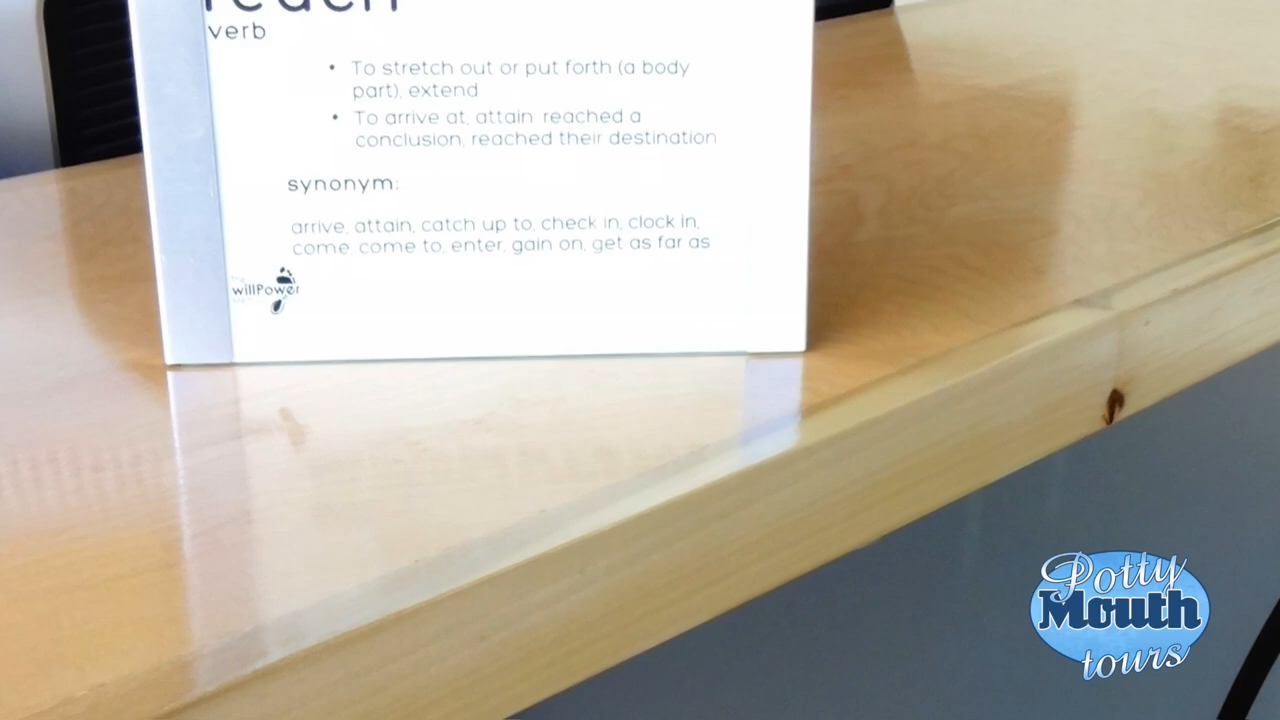 reach
verb
• To stretch out or put forth (a body
part), extend
• To arrive at, attain reached a
conclusion, reached their destination
synonym:
arrive, attain, catch up to, check in, clock in,
come come to, enter, gain on, get as far as
willPower
Potty
Mouth
tours